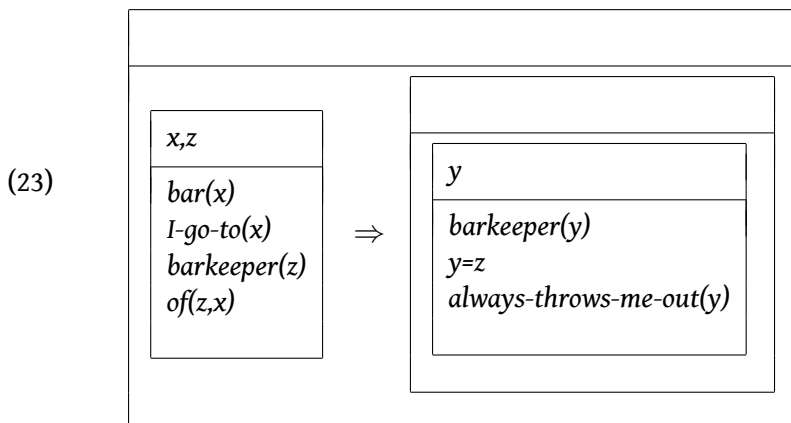 (23)
x,z
bar(x)
I-go-to(x)
barkeeper(z)
of(z,x)
⇒
y
barkeeper(y)
y=z
always-throws-me-out(y)